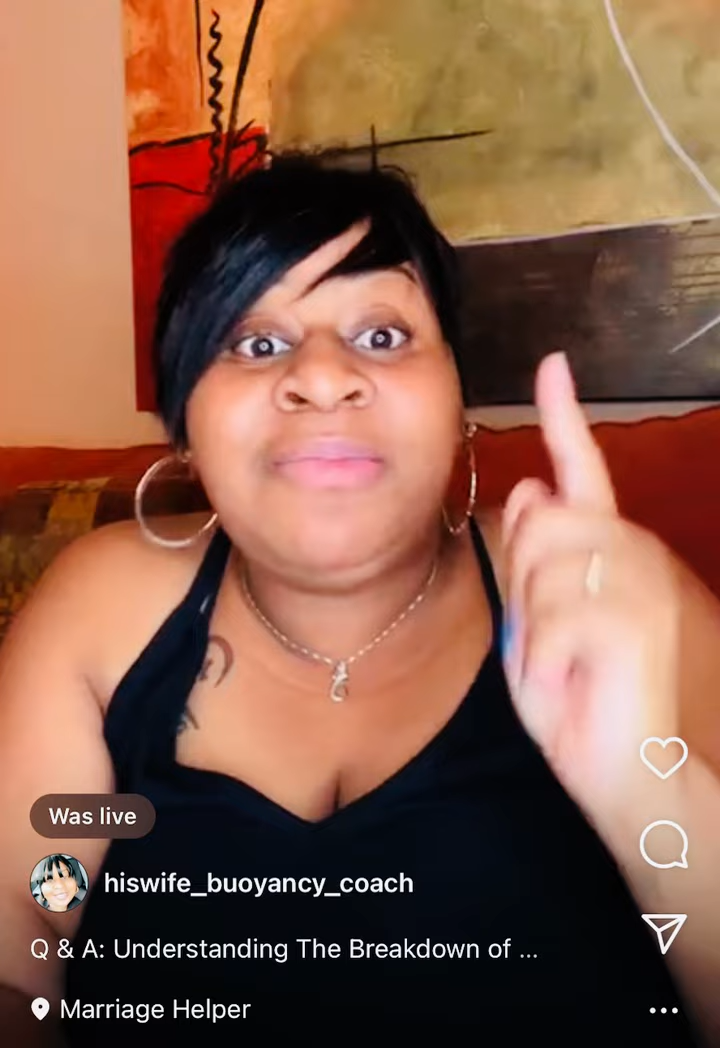 Was live
hiswife_buoyancy_coach
Q & A: Understanding The Breakdown of ...
Marriage Helper